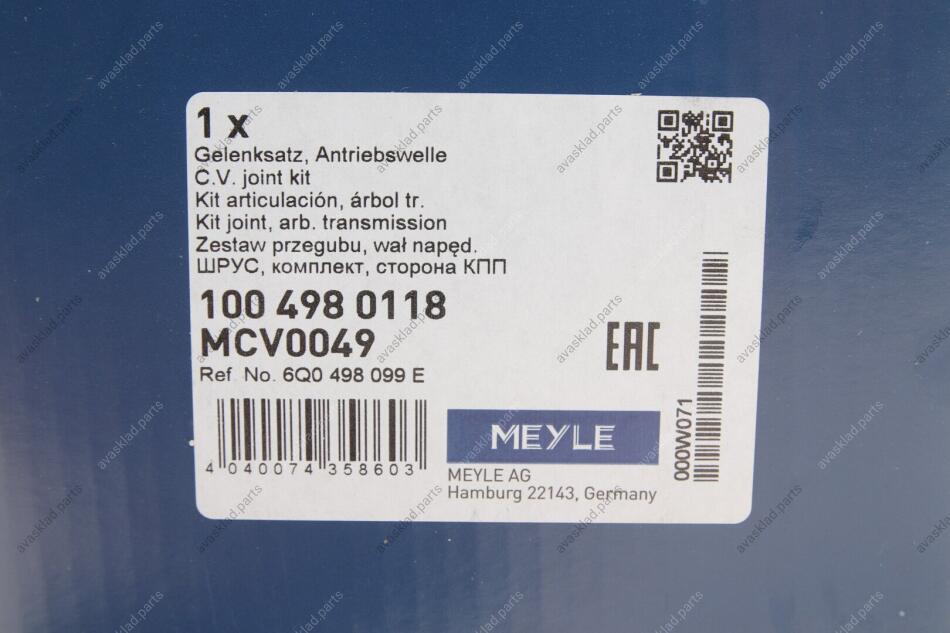 1 x
Gelenksatz, Antriebswelle
C.V. joint kit
Kit articulación, árbol tr.
Kit joint, arb. transmission
Zestaw przegubu, wał napęd.
ШРУС, комплект, сторона КПП
100 498 0118
MCV0049
Ref. No. 6Q0 498 099 E
EAC
4 040074 358603
MEYLE
MEYLE AG
Hamburg 22143, Germany
000W071
avasklad.parts